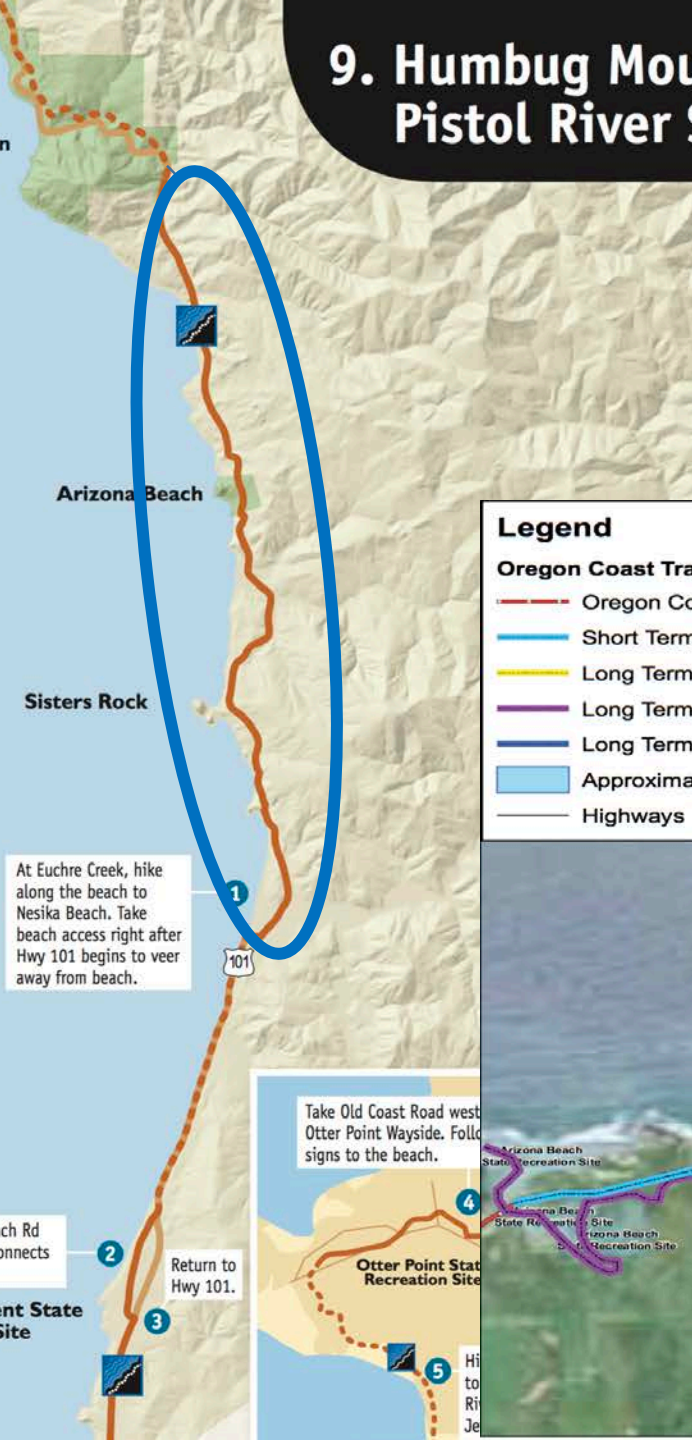 9. Humbug Mou
Pistol River S
n
Arizona Beach
Sisters Rock
At Euchre Creek, hike
along the beach to
Nesika Beach. Take
beach access right after
Hwy 101 begins to veer
away from beach.
1
101
Legend
Oregon Coast Tra
Oregon Co
Short Term
Long Term
Long Term
Long Term
Approxima
Highways
Take Old Coast Road west
Otter Point Wayside. Follo
signs to the beach.
4
Otter Point Stat
Recreation Site
5
Hi
to
Ri
Je
ch Rd
onnects
2
Return to
Hwy 101.
3
nt State
Site
Arizona Beach
State Recreation Site
Arizona Beach
State Recreation Site
Arizona Beach
State Recreation Site